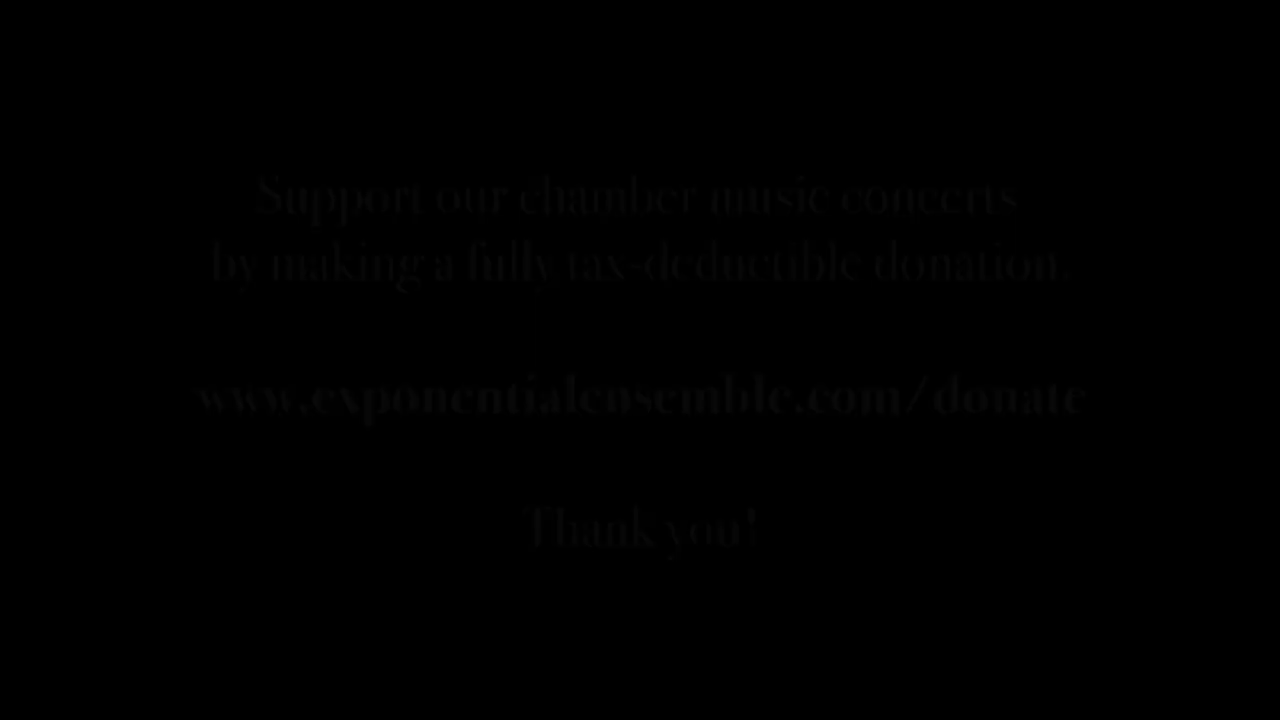 Support our chamber music concerts
by making a fully tax-deductible donation.
www.exponentialensemble.com/donate
Thank you!